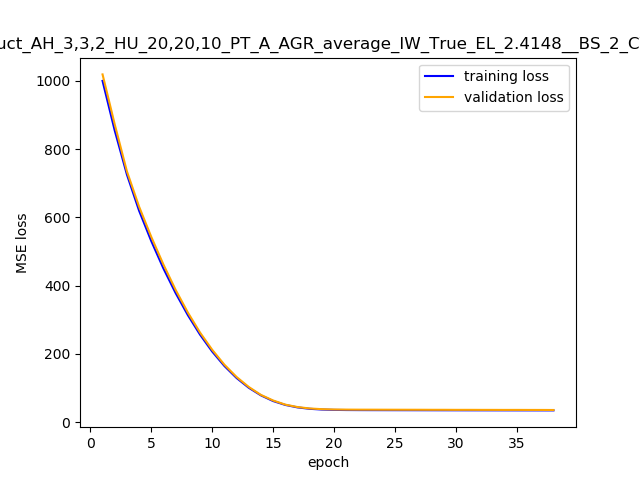 uct_AH_3,3,2_HU_20,20,10_PT_A_AGR_average_IW_True_EL_2.4148__BS_2_C
training loss
validation loss
1000
800
600
400
200
0
MSE loss
0 5 10 15 20 25 30 35
epoch